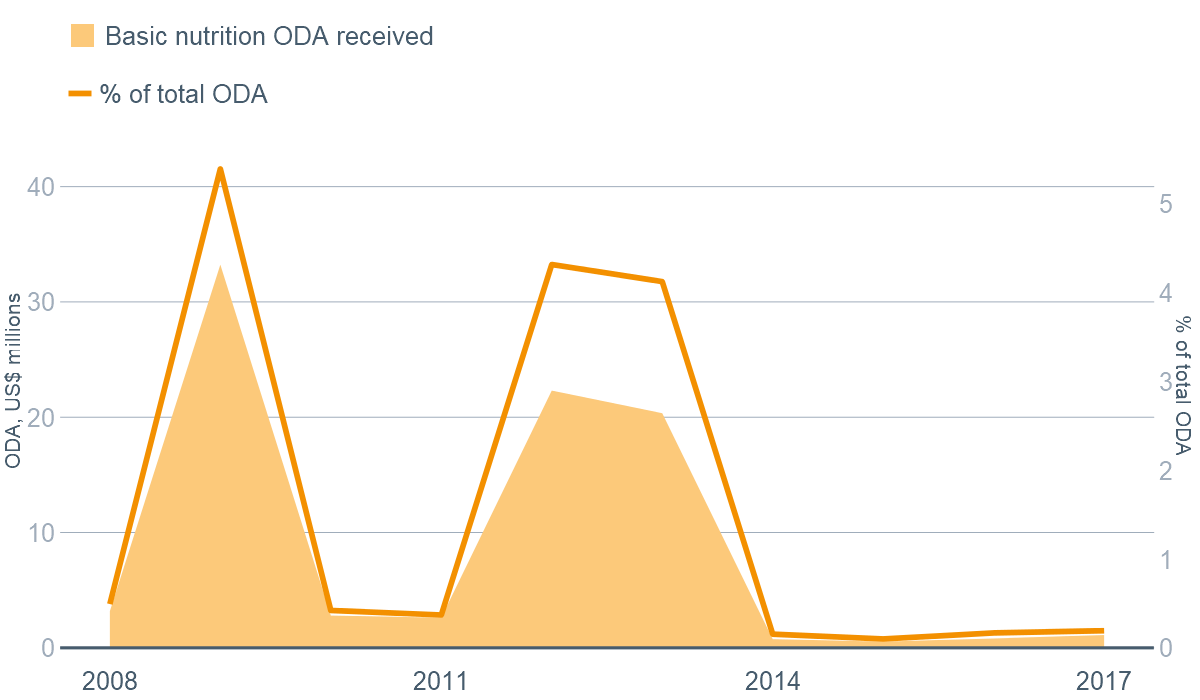 Basic nutrition ODA received
% of total ODA
40
30
20
10
0
ODA, US$ millions
5
4
3
2
1
0
% of total ODA
2008 2011 2014 2017